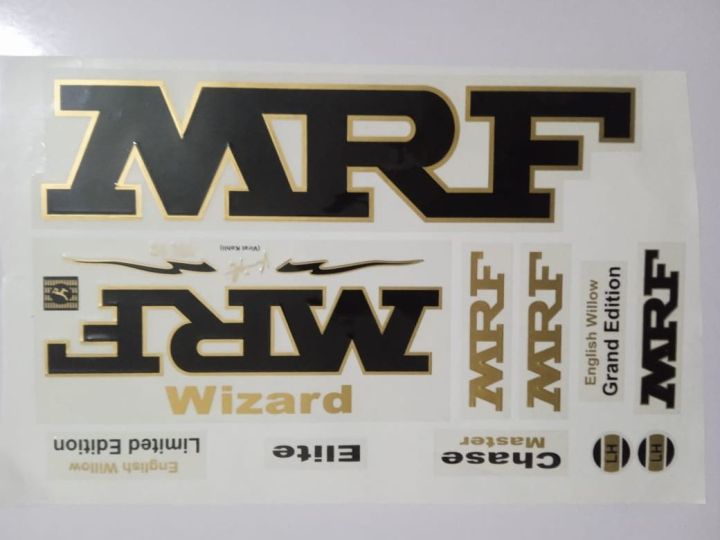 MRF
(Virat Kohli)
MRF
Wizard
MRF
MRF
English Willow
Grand Edition
MRF
English Willow
Limited Edition
Elite
Chase
Master
LH
LH